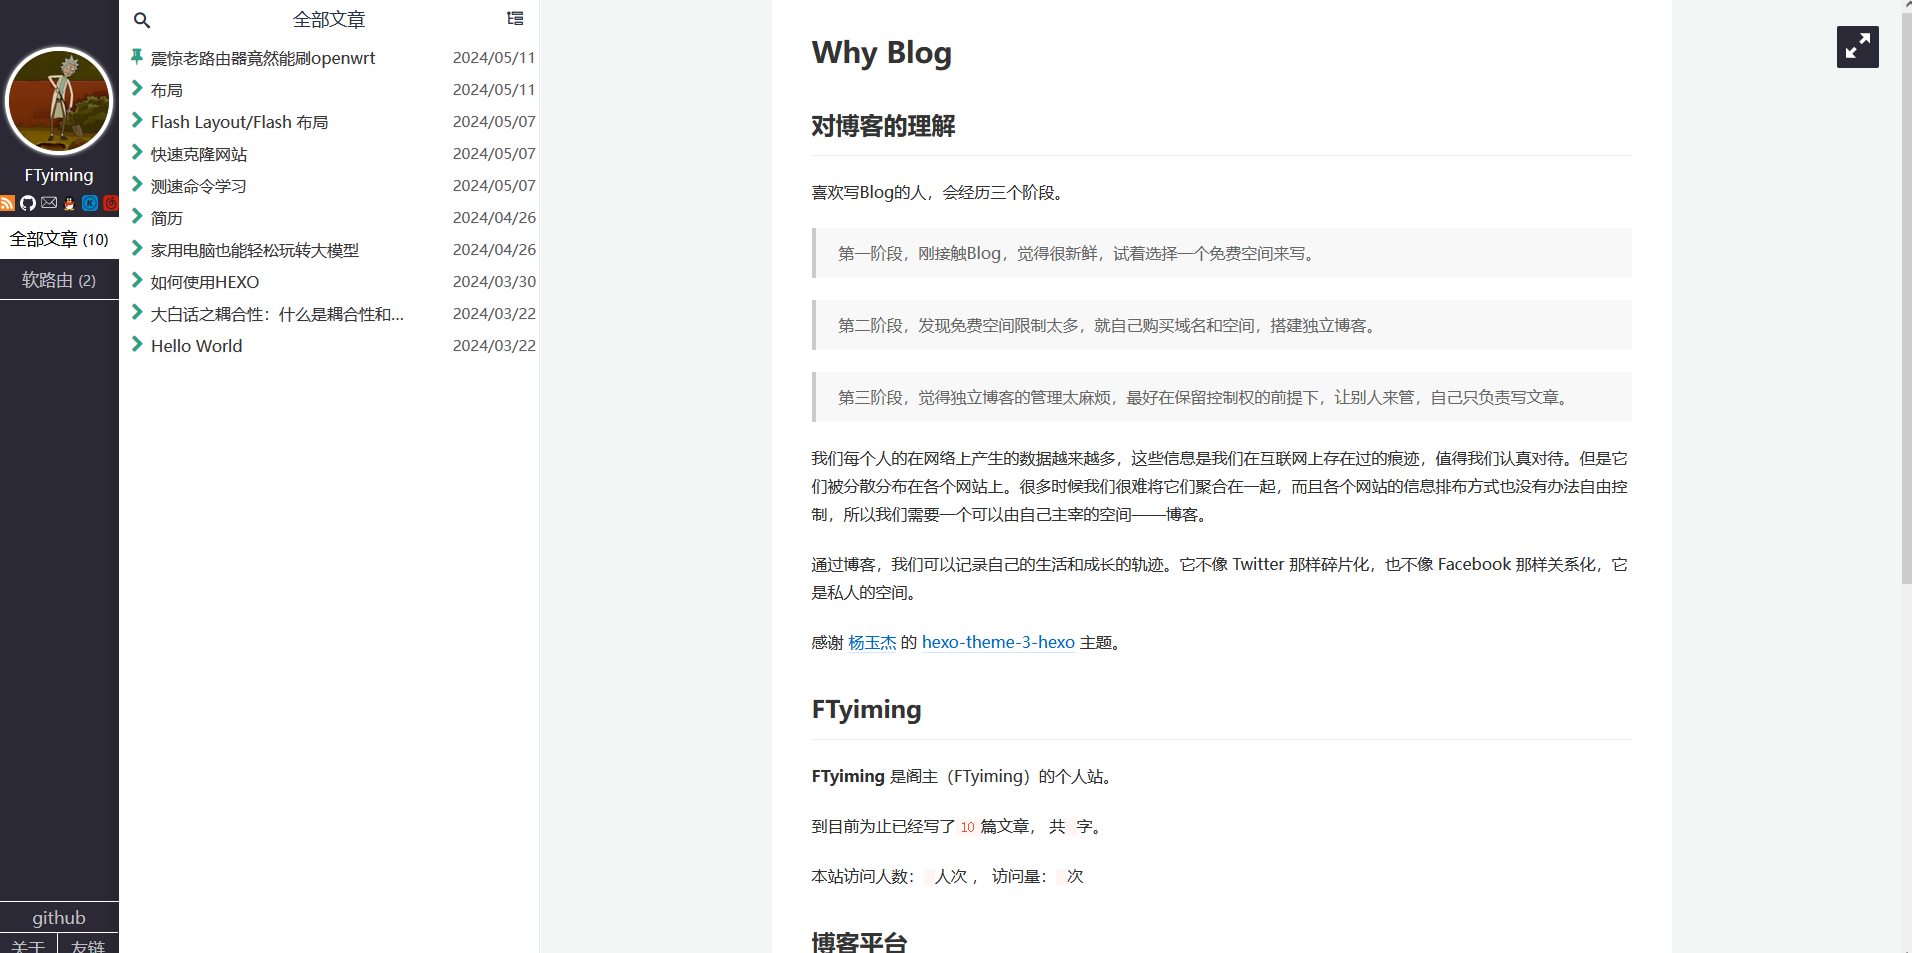 FTyiming
全部文章 (10)
软路由 (2)
github
关于
友链
全部文章
震惊老路由器竟然能刷openwrt 2024/05/11
布局 2024/05/11
Flash Layout/Flash 布局 2024/05/07
快速克隆网站 2024/05/07
测速命令学习 2024/05/07
简历 2024/04/26
家用电脑也能轻松玩转大模型 2024/04/26
如何使用HEXO 2024/03/30
大白话之耦合性：什么是耦合性和... 2024/03/22
Hello World 2024/03/22
Why Blog
对博客的理解
喜欢写Blog的人，会经历三个阶段。
第一阶段，刚接触Blog，觉得很新鲜，试着选择一个免费空间来写。
第二阶段，发现免费空间限制太多，就自己购买域名和空间，搭建独立博客。
第三阶段，觉得独立博客的管理太麻烦，最好在保留控制权的前提下，让别人来管，自己只负责写文章。
我们每个人的在网络上产生的数据越来越多，这些信息是我们在互联网上存在过的痕迹，值得我们认真对待。但是它
们被分散分布在各个网站上。很多时候我们很难将它们聚合在一起，而且各个网站的信息排布方式也没有办法自由控
制，所以我们需要一个可以由自己主宰的空间——博客。
通过博客，我们可以记录自己的生活和成长的轨迹。它不像 Twitter 那样碎片化，也不像 Facebook 那样关系化，它
是私人的空间。
感谢 杨玉杰 的 hexo-theme-3-hexo 主题。
FTyiming
FTyiming 是阁主（FTyiming）的个人站。
到目前为止已经写了 10 篇文章， 共 字。
本站访问人数： 人次 ， 访问量： 次
博客平台